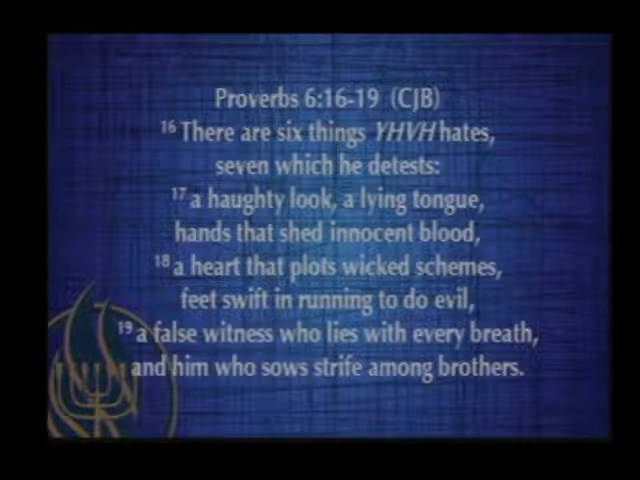 Proverbs 6:16-19 (CJB)
16 There are six things YHVH hates,
seven which he detests:
17 a haughty look, a lying tongue,
hands that shed innocent blood,
18 a heart that plots wicked schemes,
feet swift in running to do evil,
19 a false witness who lies with every breath,
and him who sows strife among brothers.